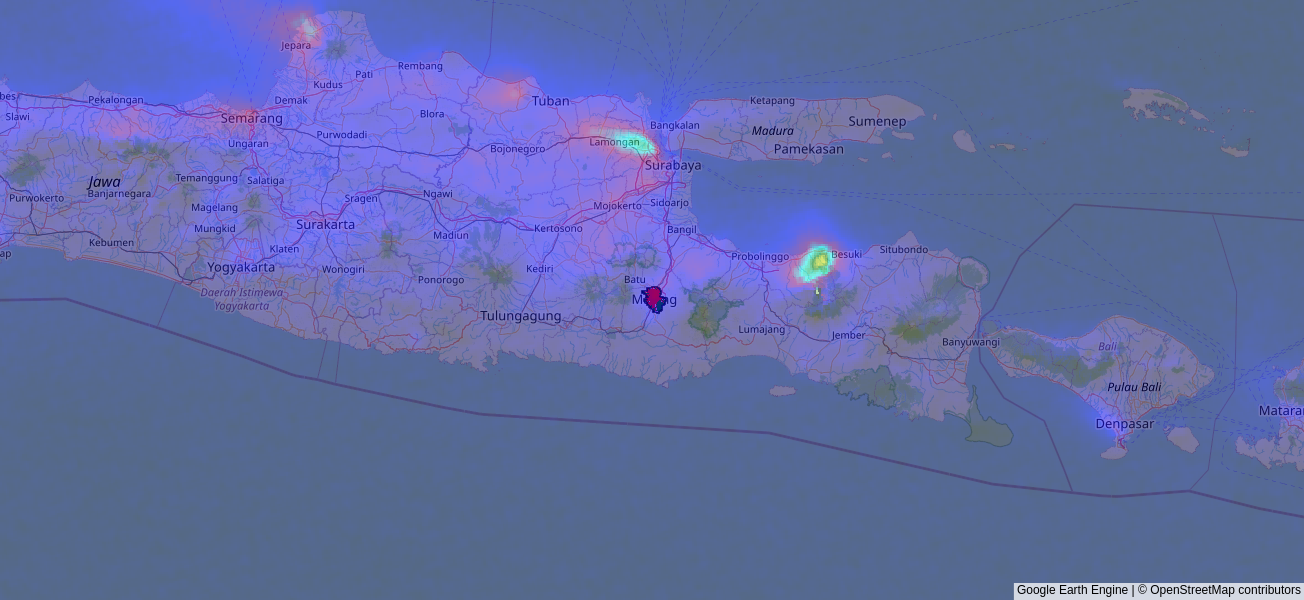 Jepara
Rembang
Pati
Kudus
Pekalongan
Demak
Tuban
Ketapang
Slawi
Semarang
Blora
Bangkalan
Madura
Sumenep
Purwodadi
Ungaran
Bojonegoro
Lamongan
Pamekasan
Surabaya
Jawa
Temanggung
Salatiga
Banjarnegara
Purwokerto
Sragen
Ngawi
Magelang
Mojokerto
Sidoarjo
Mungkid
Surakarta
Madiun
Kertosono
Bangil
Kebumen
Klaten
Probolinggo
Besuki
Situbondo
Yogyakarta
Wonogiri
Ponorogo
Kediri
Batu
Daerah Istimewa
Yogyakarta
Tulungagung
Lumajang
Jember
Banyuwangi
Bali
Pulau Bali
Denpasar
Google Earth Engine | © OpenStreetMap contributors